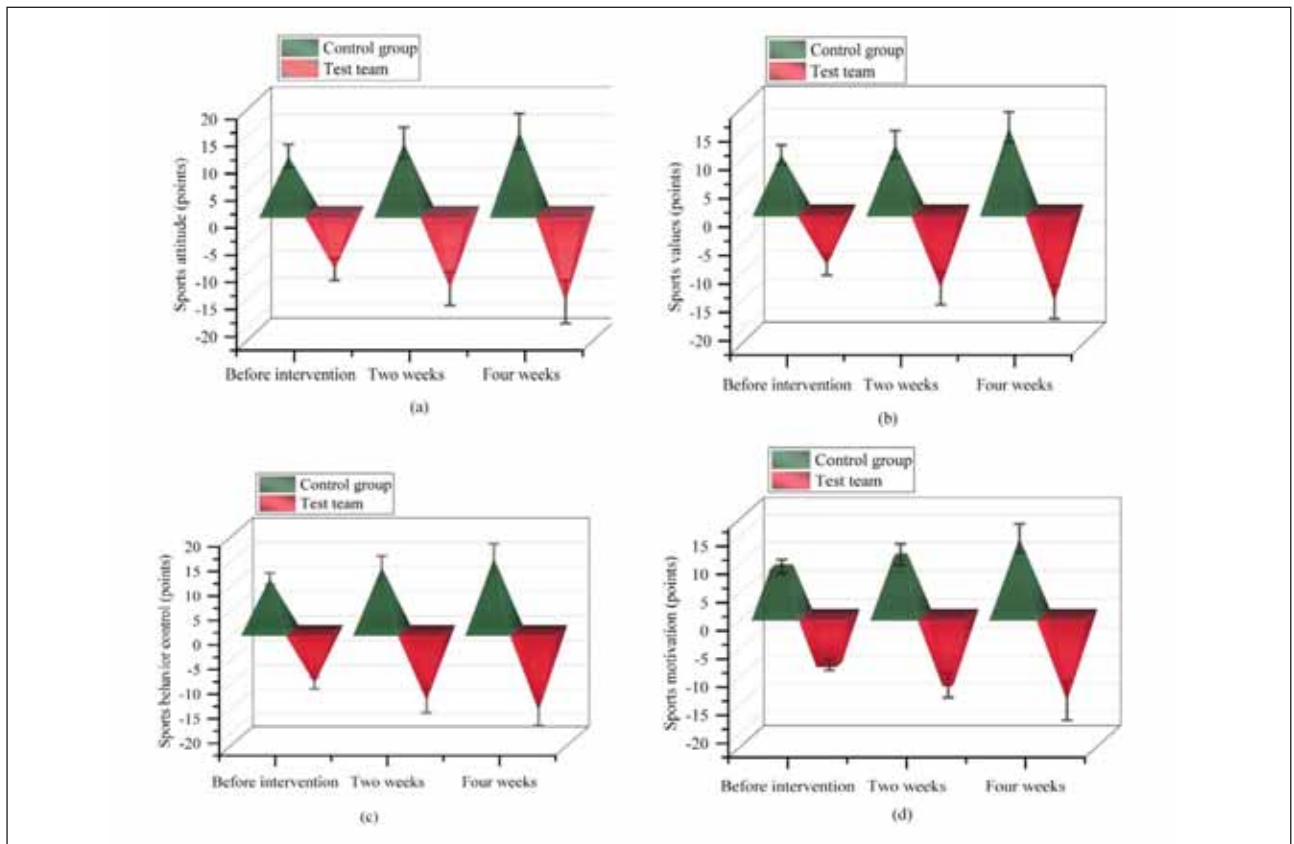 Control group
Test team
Sports attitude (points)
20
15
10
5
0
-5
-10
-15
-20
Before intervention
Two weeks
Four weeks
(a)
Control group
Test team
Sports values (points)
15
10
5
0
-5
-10
-15
-20
Before intervention
Two weeks
Four weeks
(b)
Control group
Test team
Sports behavior control (points)
20
15
10
5
0
-5
-10
-15
-20
Before intervention
Two weeks
Four weeks
(c)
Control group
Test team
Sports motivation (points)
15
10
5
0
-5
-10
-15
-20
Before intervention
Two weeks
Four weeks
(d)